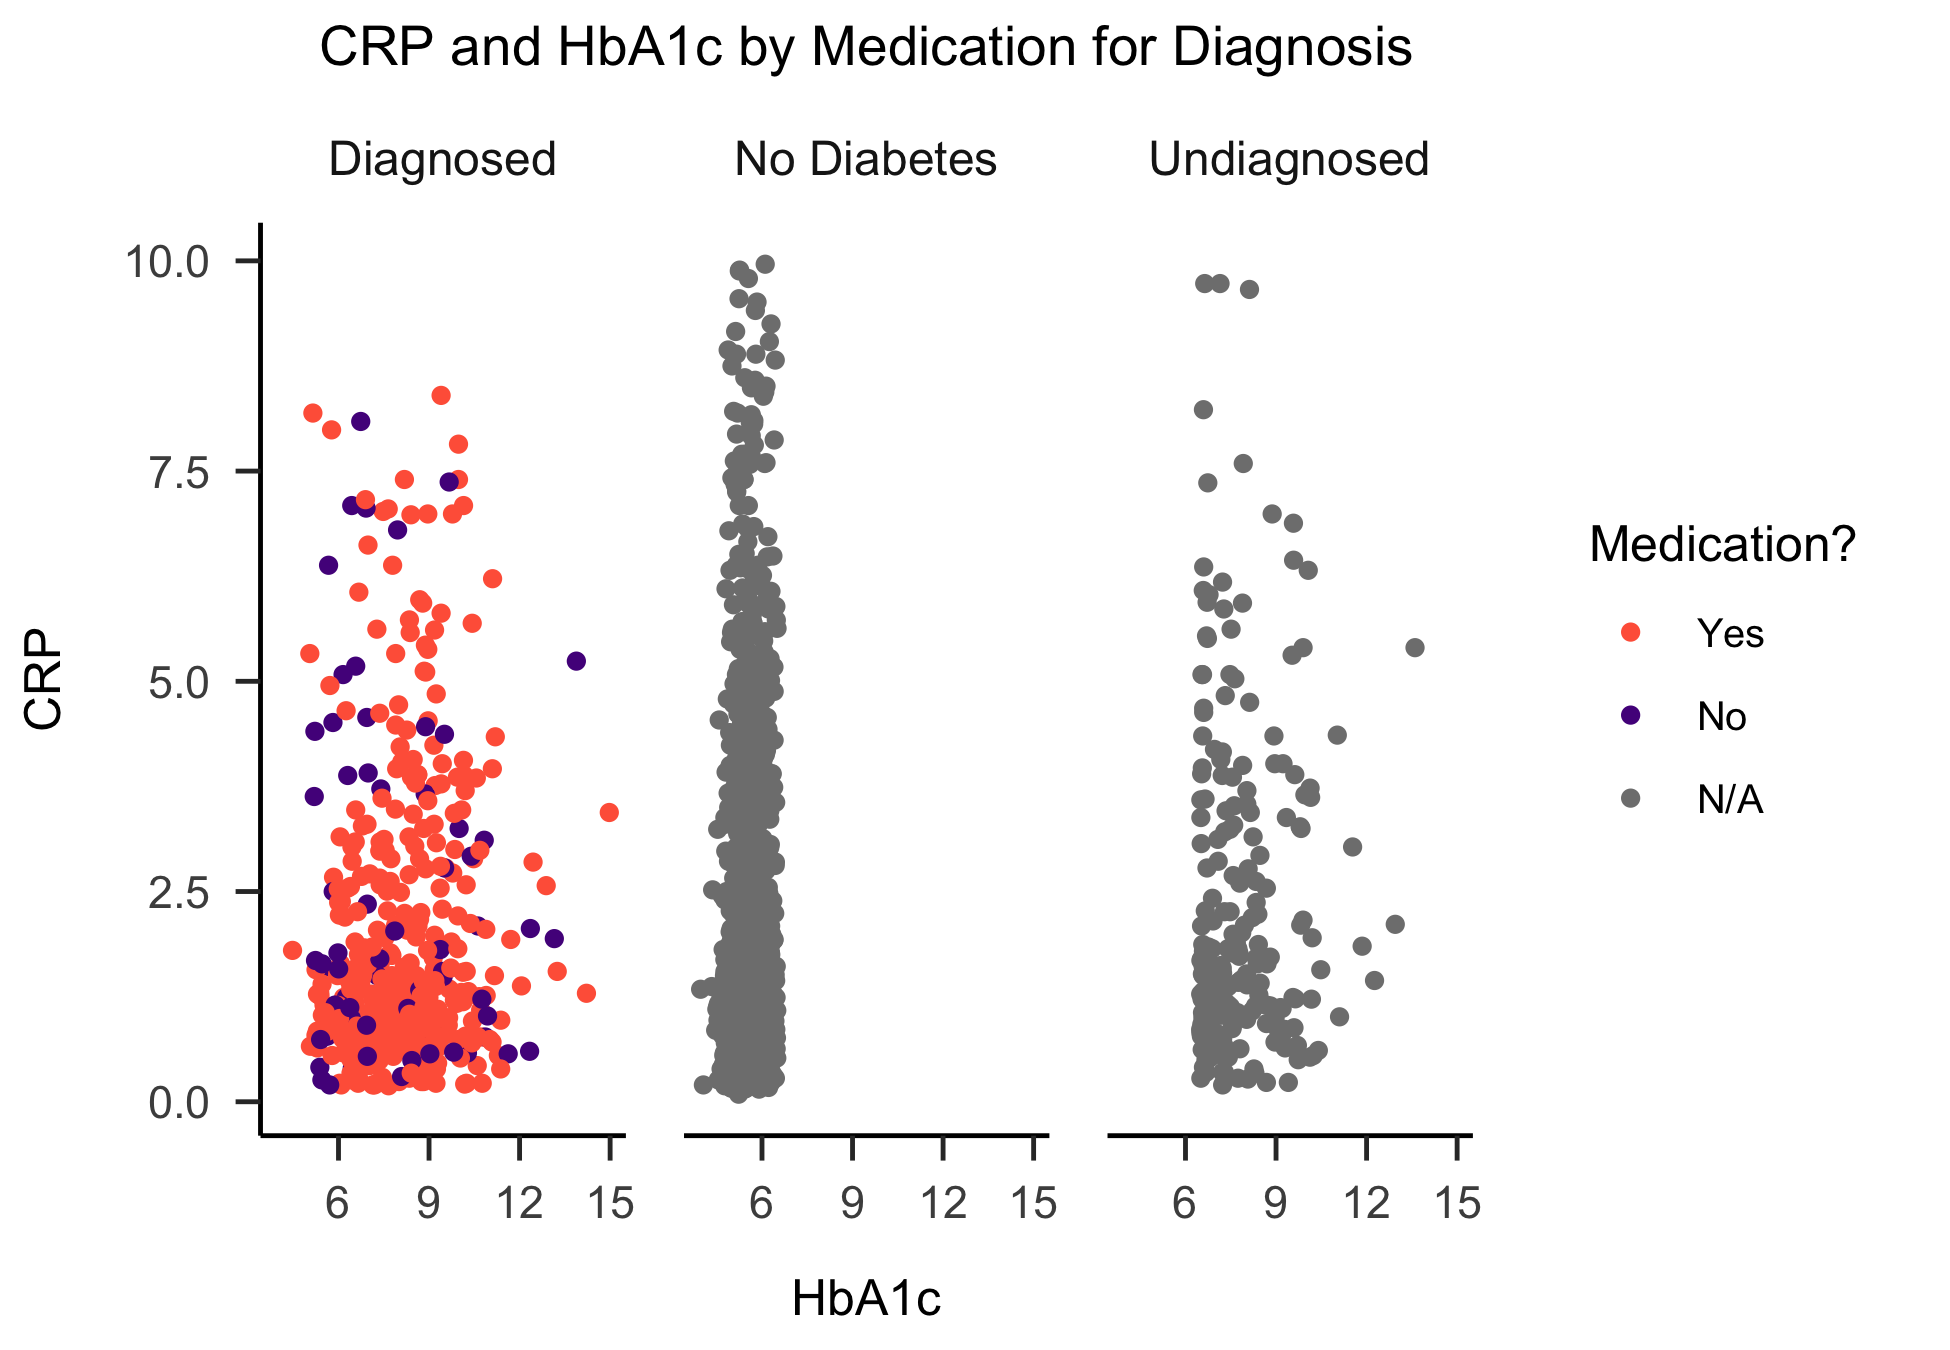 CRP and HbA1c by Medication for Diagnosis
Diagnosed No Diabetes Undiagnosed
10.0
7.5
5.0
2.5
0.0
CRP
6 9 12 15 6 9 12 15 6 9 12 15
HbA1c
Medication?
Yes
No
N/A